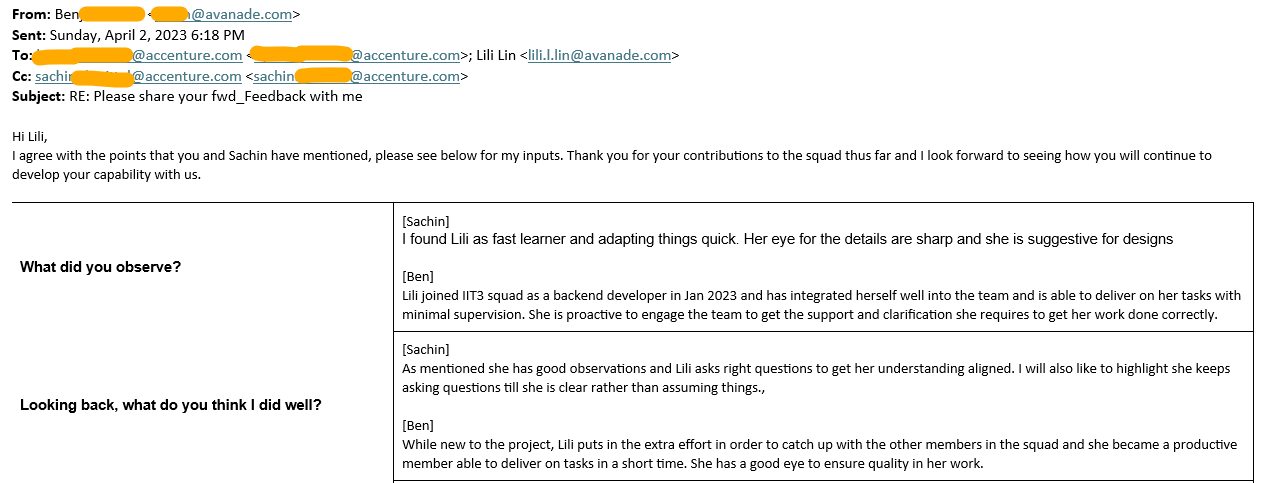 From: Ben < @avanade.com>
Sent: Sunday, April 2, 2023 6:18 PM
To: @accenture.com < @accenture.com>; Lili Lin <lili.l.lin@avanade.com>
Cc: sachin @accenture.com <sachin @accenture.com>
Subject: RE: Please share your fwd_Feedback with me
Hi Lili,
I agree with the points that you and Sachin have mentioned, please see below for my inputs. Thank you for your contributions to the squad thus far and I look forward to seeing how you will continue to
develop your capability with us.
What did you observe?
[Sachin]
I found Lili as fast learner and adapting things quick. Her eye for the details are sharp and she is suggestive for designs
[Ben]
Lili joined IIT3 squad as a backend developer in Jan 2023 and has integrated herself well into the team and is able to deliver on her tasks with
minimal supervision. She is proactive to engage the team to get the support and clarification she requires to get her work done correctly.
Looking back, what do you think I did well?
[Sachin]
As mentioned she has good observations and Lili asks right questions to get her understanding aligned. I will also like to highlight she keeps
asking questions till she is clear rather than assuming things.,
[Ben]
While new to the project, Lili puts in the extra effort in order to catch up with the other members in the squad and she became a productive
member able to deliver on tasks in a short time. She has a good eye to ensure quality in her work.